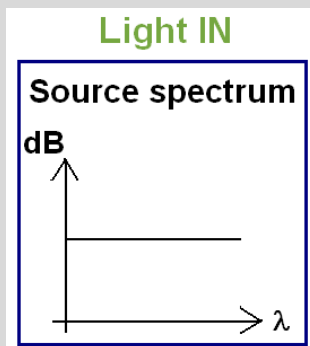 Light IN
Source spectrum
dB
λ